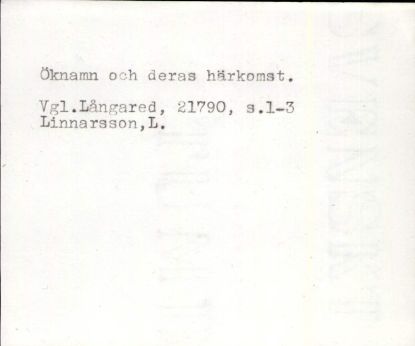 Öknamn och deras härkomst.
Vgl.Långared, 21790, s.1-3
Linnarsson,L.